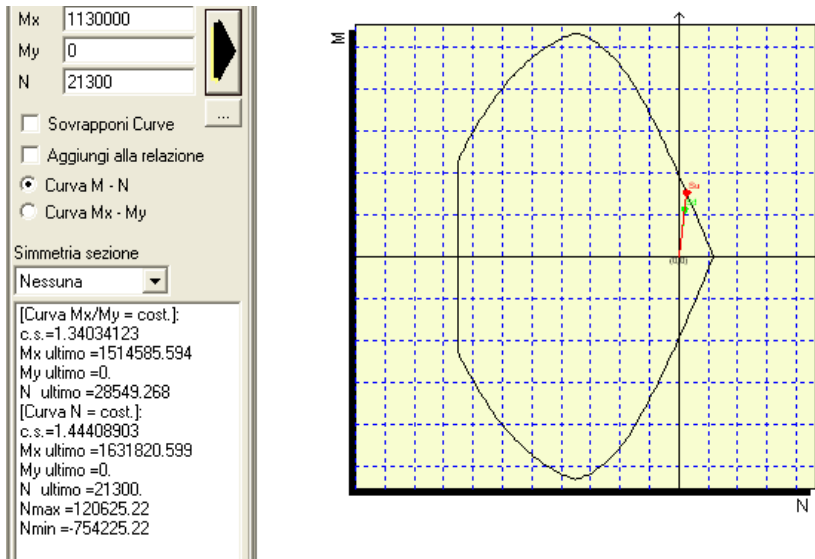 Mx 1130000
My 0
N 21300
...
Sovrapponi Curve
Aggiungi alla relazione
Curva M - N
Curva Mx - My
Simmetria sezione
Nessuna
[Curva Mx/My = cost.]:
c.s.=1.34034123
Mx ultimo =1514585.594
My ultimo =0.
N  ultimo =28549.268
[Curva N = cost.]:
c.s.=1.44408903
Mx ultimo =1631820.599
My ultimo =0.
N  ultimo =21300.
Nmax =120625.22
Nmin =-754225.22
M
Su
(0;0)
N